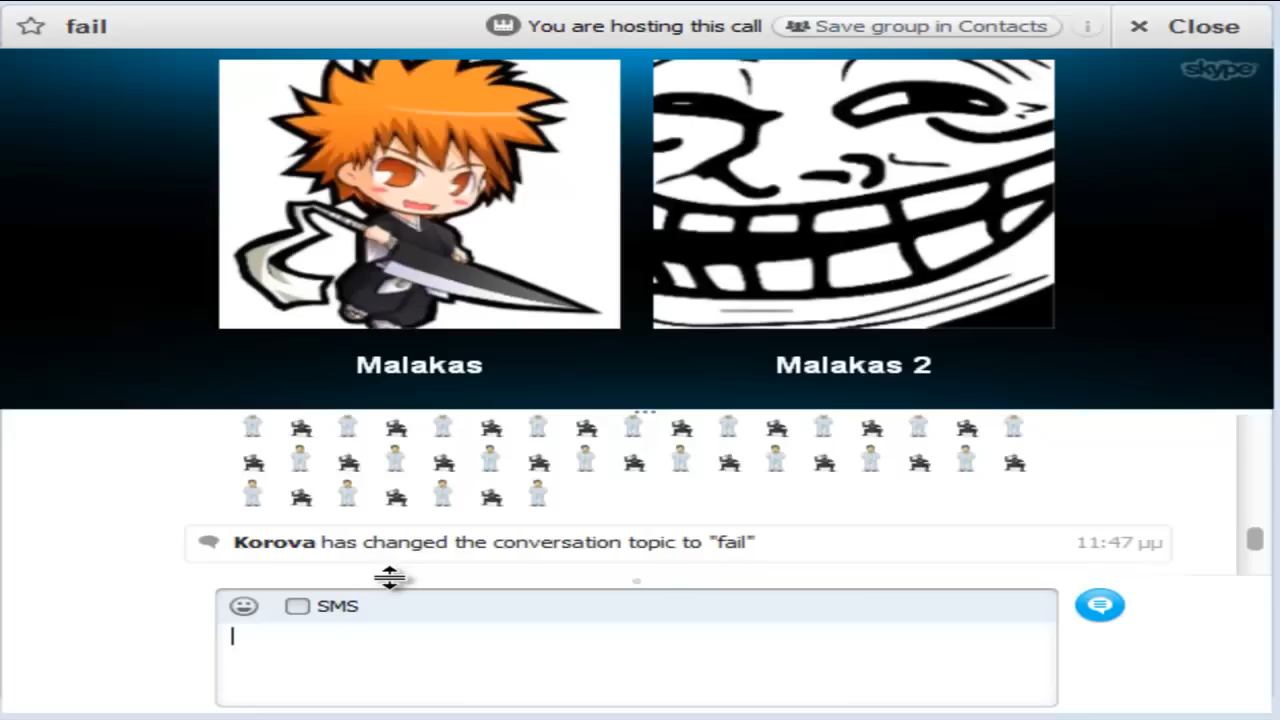 fail
You are hosting this call
Save group in Contacts
i
Close
skype
Malakas
Malakas 2
Korova has changed the conversation topic to "fail"
11:47 μμ
SMS